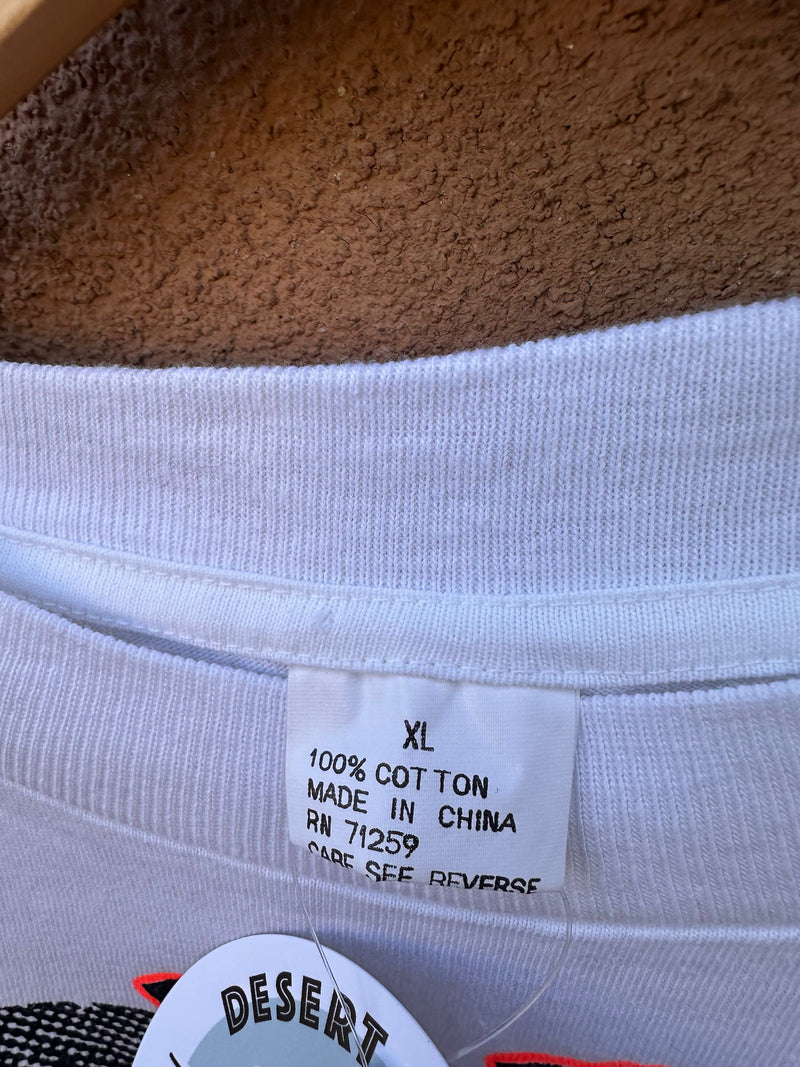 XL
100% COTTON
MADE IN CHINA
RN 71259
CARE SEE REVERSE
DESERT